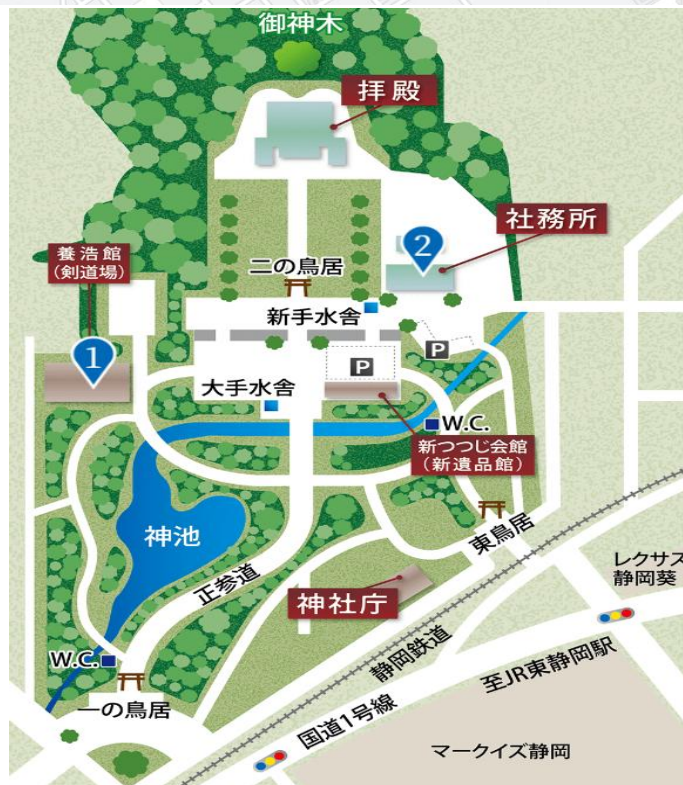 御神木
拝殿
社務所
2
養浩館
(剣道場)
二の鳥居
新手水舎
1
P
P
大手水舎
W.C.
新つつじ会館
(新遺品館)
神池
東鳥居
レクサス
静岡葵
正参道
神社庁
静岡鉄道
W.C.
至JR東静岡駅
一の鳥居
国道1号線
マークイズ静岡